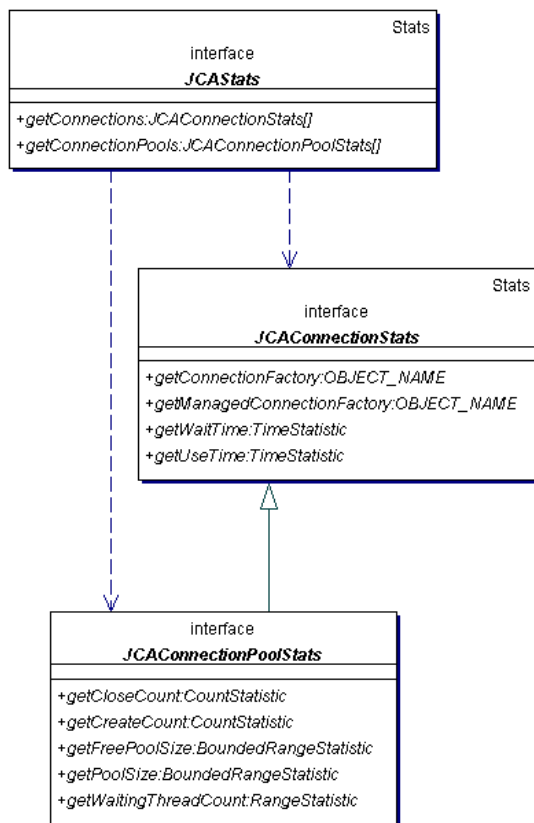 Stats
interface
JCAStats
+getConnections:JCAConnectionStats[]
+getConnectionPools:JCAConnectionPoolStats[]
Stats
interface
JCAConnectionStats
+getConnectionFactory:OBJECT_NAME
+getManagedConnectionFactory:OBJECT_NAME
+getWaitTime:TimeStatistic
+getUseTime:TimeStatistic
interface
JCAConnectionPoolStats
+getCloseCount:CountStatistic
+getCreateCount:CountStatistic
+getFreePoolSize:BoundedRangeStatistic
+getPoolSize:BoundedRangeStatistic
+getWaitingThreadCount:RangeStatistic